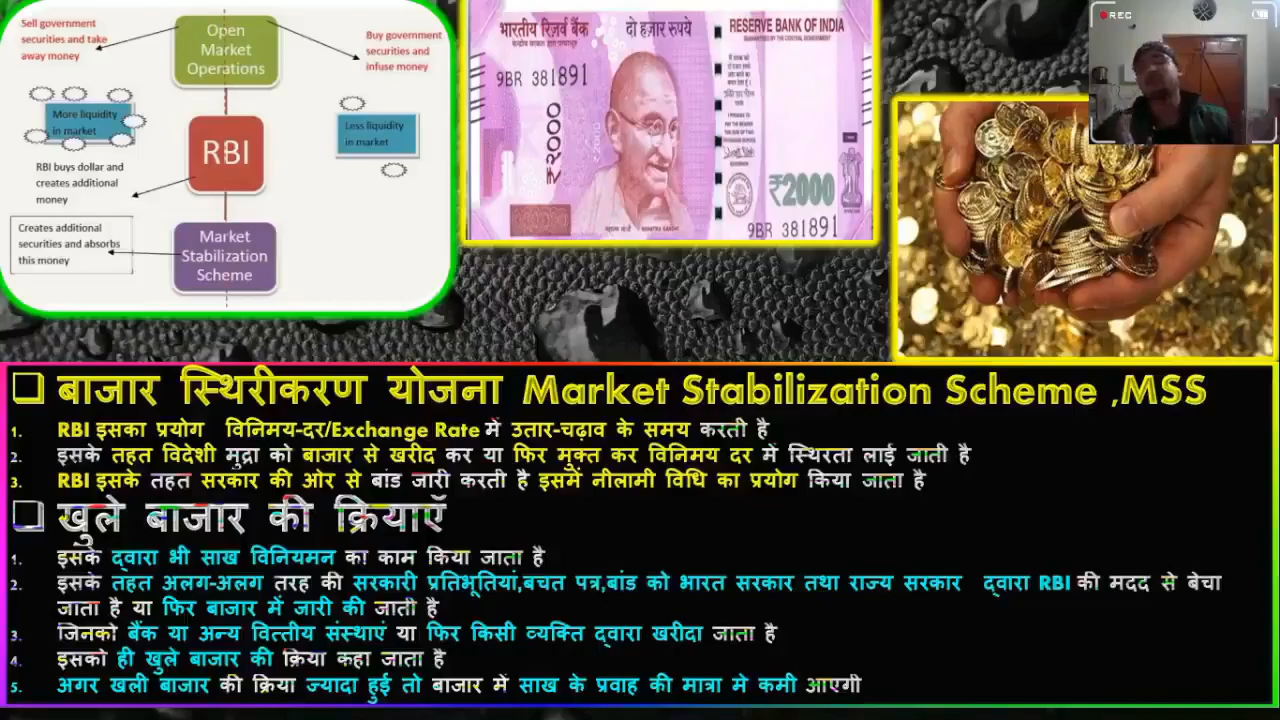 Sell government
securities and take
away money
Open
Market
Operations
Buy government
securities and
infuse money
More liquidity
in market
RBI
Less liquidity
in market
RBI buys dollar and
creates additional
money
Creates additional
securities and absorbs
this money
Market
Stabilization
Scheme
भारतीय रिज़र्व बैंक
दो हज़ार रुपये
RESERVE BANK OF INDIA
9BR 381891
₹2000
₹2000
9BR 381891
REC
❑ बाजार स्थिरीकरण योजना Market Stabilization Scheme ,MSS
1. RBI इसका प्रयोग विनिमय-दर/Exchange Rate में उतार-चढ़ाव के समय करती है
2. इसके तहत विदेशी मुद्रा को बाजार से खरीद कर या फिर मुक्त कर विनिमय दर में स्थिरता लाई जाती है
3. RBI इसके तहत सरकार की ओर से बांड जारी करती है इसमें नीलामी विधि का प्रयोग किया जाता है
❑ खुले बाजार की क्रियाएँ
1. इसके द्वारा भी साख विनियमन का काम किया जाता है
2. इसके तहत अलग-अलग तरह की सरकारी प्रतिभूतियां,बचत पत्र,बांड को भारत सरकार तथा राज्य सरकार द्वारा RBI की मदद से बेचा
जाता है या फिर बाजार में जारी की जाती है
3. जिनको बैंक या अन्य वित्तीय संस्थाएं या फिर किसी व्यक्ति द्वारा खरीदा जाता है
4. इसको ही खुले बाजार की क्रिया कहा जाता है
5. अगर खली बाजार की क्रिया ज्यादा हुई तो बाजार में साख के प्रवाह की मात्रा मे कमी आएगी